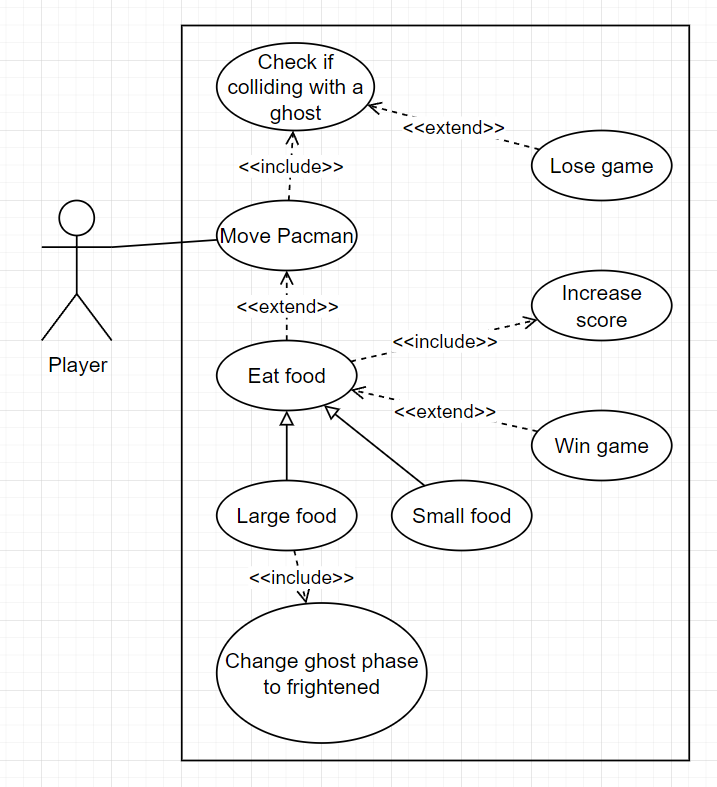 Check if
colliding with a
ghost
<<extend>>
Lose game
<<include>>
Move Pacman
Player
<<extend>>
Increase
score
<<include>>
Eat food
<<extend>>
Win game
Large food
Small food
<<include>>
Change ghost phase
to frightened